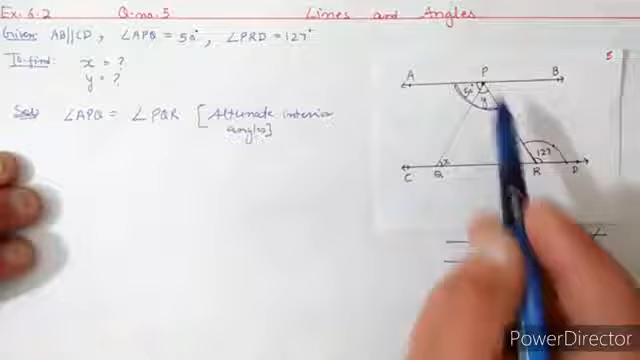 Ex. 6.2 Q. no. 5 Lines and Angles
Given: AB||CD, ∠APQ = 50°, ∠PRD = 127°
To find: x = ?
y = ?
Sol: ∠APQ = ∠PQR [Alternate interior
angles]
A P B
50° y
127°
x
C Q R D
PowerDirector